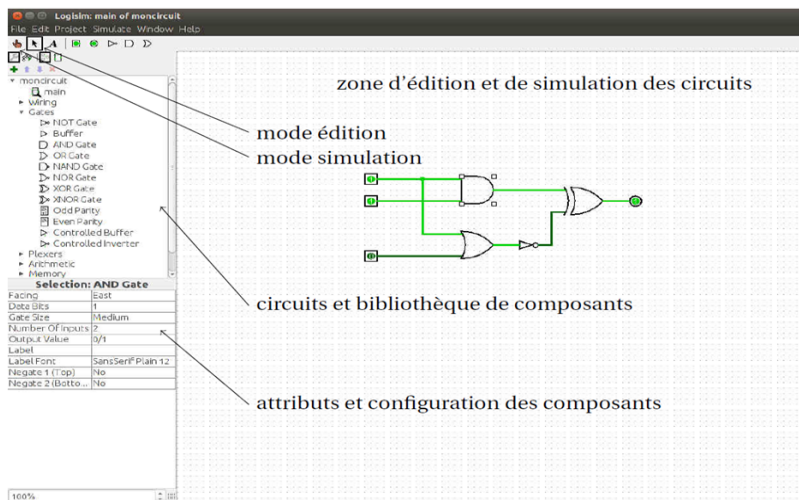 Logisim: main of moncircuit
File Edit Project Simulate Window Help
zone d'édition et de simulation des circuits
mode édition
mode simulation
moncircuit
main
Wiring
Gates
NOT Gate
Buffer
AND Gate
OR Gate
NAND Gate
NOR Gate
XOR Gate
XNOR Gate
Odd Parity
Even Parity
Controlled Buffer
Controlled Inverter
Plexers
Arithmetic
Memory
circuits et bibliothèque de composants
Selection: AND Gate
Facing East
Data Bits 1
Gate Size Medium
Number Of Inputs 2
Output Value 0/1
Label
Label Font SansSerif Plain 12
Negate 1 (Top) No
Negate 2 (Botto... No
attributs et configuration des composants
100%